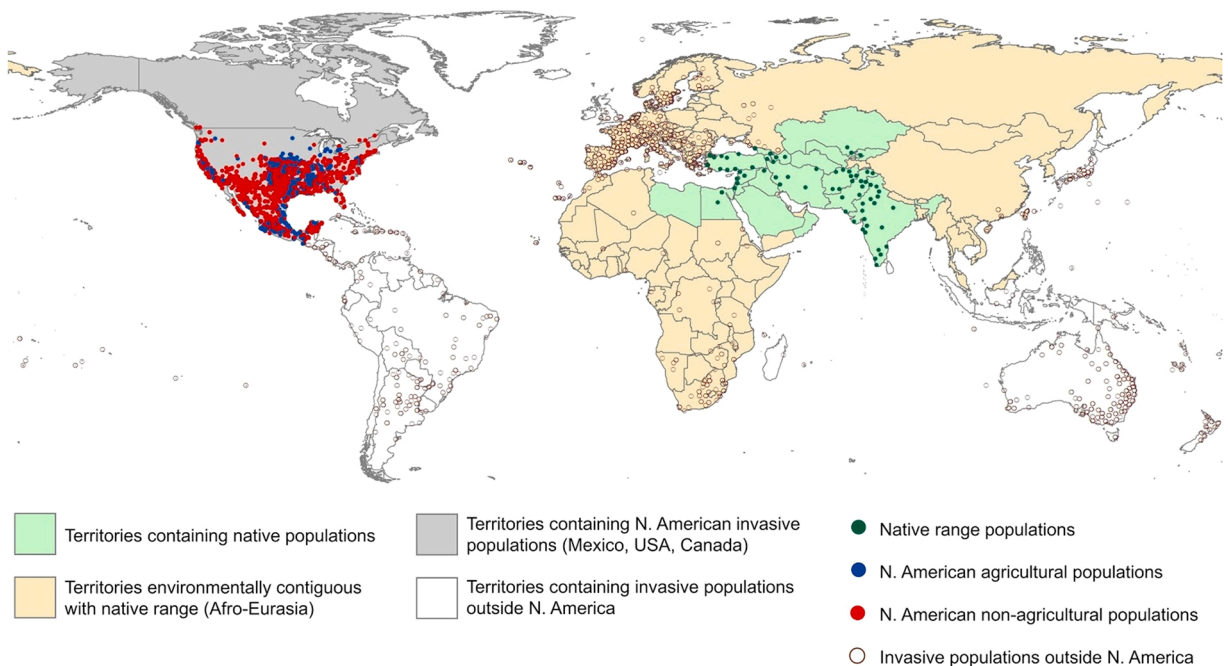 Territories containing native populations
Territories environmentally contiguous
with native range (Afro-Eurasia)
Territories containing N. American invasive
populations (Mexico, USA, Canada)
Territories containing invasive populations
outside N. America
Native range populations
N. American agricultural populations
N. American non-agricultural populations
Invasive populations outside N. America